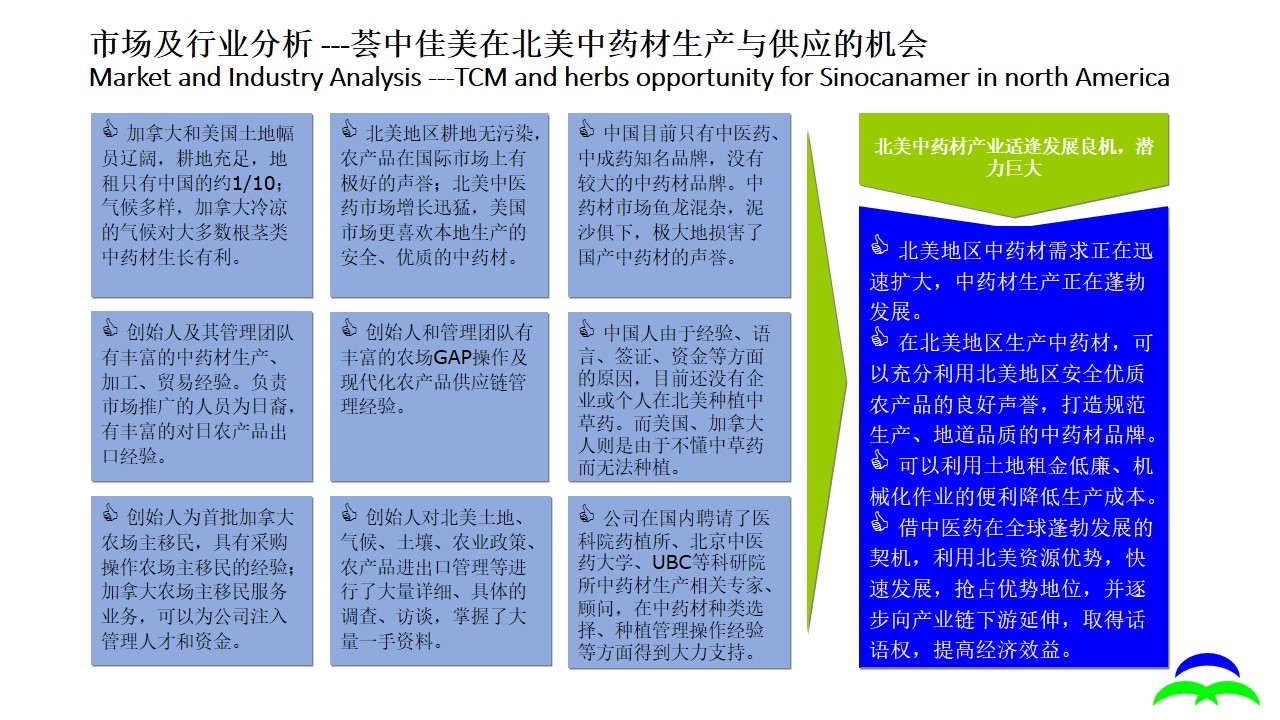 市场及行业分析 ---荟中佳美在北美中药材生产与供应的机会
Market and Industry Analysis ---TCM and herbs opportunity for Sinocanamer in north America
加拿大和美国土地幅
员辽阔，耕地充足，地
租只有中国的约1/10；
气候多样，加拿大冷凉
的气候对大多数根茎类
中药材生长有利。
北美地区耕地无污染，
农产品在国际市场上有
极好的声誉；北美中医
药市场增长迅猛，美国
市场更喜欢本地生产的
安全、优质的中药材。
中国目前只有中医药、
中成药知名品牌，没有
较大的中药材品牌。中
药材市场鱼龙混杂，泥
沙俱下，极大地损害了
国产中药材的声誉。
创始人及其管理团队
有丰富的中药材生产、
加工、贸易经验。负责
市场推广的人员为日裔，
有丰富的对日农产品出
口经验。
创始人和管理团队有
丰富的农场GAP操作及
现代化农产品供应链管
理经验。
中国人由于经验、语
言、签证、资金等方面
的原因，目前还没有企
业或个人在北美种植中
草药。而美国、加拿大
人则是由于不懂中草药
而无法种植。
创始人为首批加拿大
农场主移民，具有采购
操作农场主移民的经验；
加拿大农场主移民服务
业务，可以为公司注入
管理人才和资金。
创始人对北美土地、
气候、土壤、农业政策、
农产品进出口管理等进
行了大量详细、具体的
调查、访谈，掌握了大
量一手资料。
公司在国内聘请了医
科院药植所、北京中医
药大学、UBC等科研院
所中药材生产相关专家、
顾问，在中药材种类选
择、种植管理操作经验
等方面得到大力支持。
北美中药材产业适逢发展良机，潜
力巨大
北美地区中药材需求正在迅
速扩大，中药材生产正在蓬勃
发展。
在北美地区生产中药材，可
以充分利用北美地区安全优质
农产品的良好声誉，打造规范
生产、地道品质的中药材品牌。
可以利用土地租金低廉、机
械化作业的便利降低生产成本。
借中医药在全球蓬勃发展的
契机，利用北美资源优势，快
速发展，抢占优势地位，并逐
步向产业链下游延伸，取得话
语权，提高经济效益。